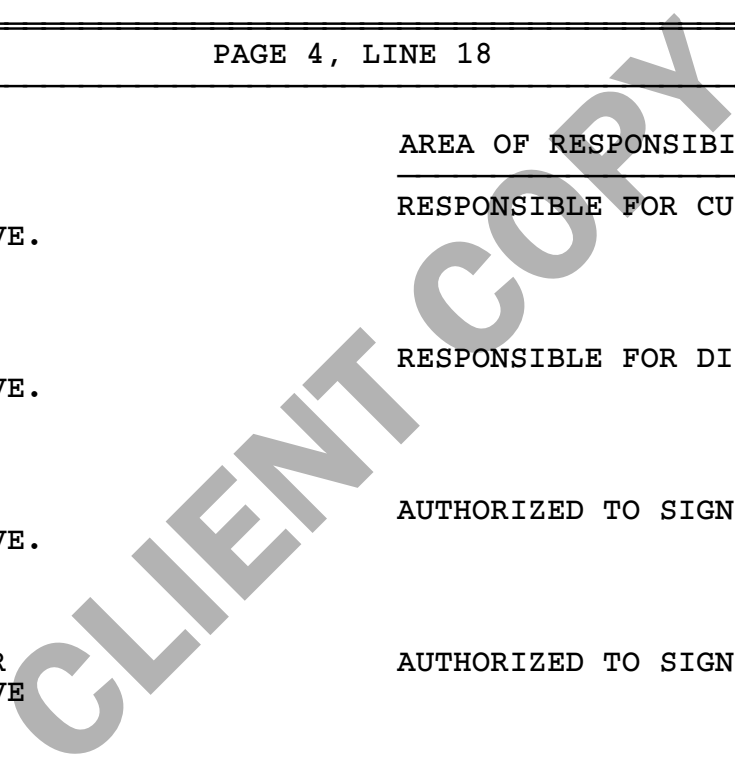 PAGE 4, LINE 18
AREA OF RESPONSIBI
RESPONSIBLE FOR CU
VE.
RESPONSIBLE FOR DI
VE.
AUTHORIZED TO SIGN
VE.
R AUTHORIZED TO SIGN
VE
CLIENT COPY